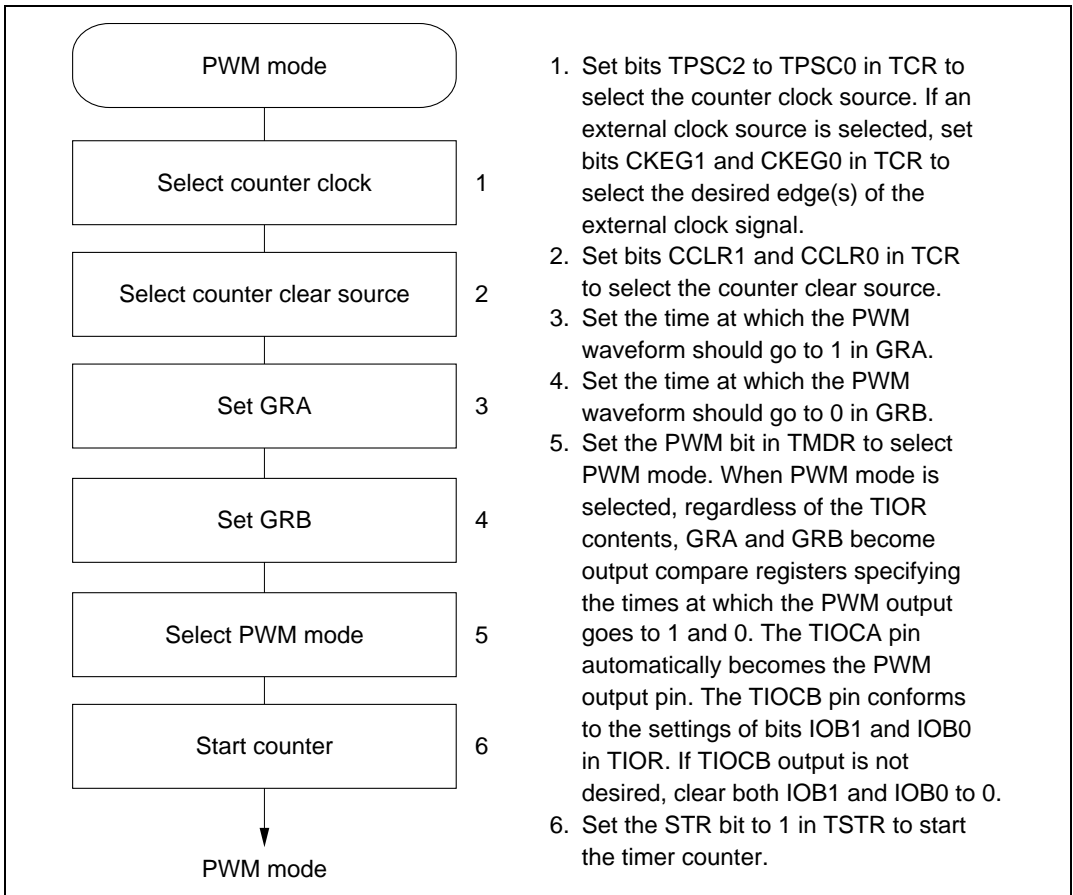 PWM mode
Select counter clock
1
Select counter clear source
2
Set GRA
3
Set GRB
4
Select PWM mode
5
Start counter
6
PWM mode
1. Set bits TPSC2 to TPSC0 in TCR to
select the counter clock source. If an
external clock source is selected, set
bits CKEG1 and CKEG0 in TCR to
select the desired edge(s) of the
external clock signal.
2. Set bits CCLR1 and CCLR0 in TCR
to select the counter clear source.
3. Set the time at which the PWM
waveform should go to 1 in GRA.
4. Set the time at which the PWM
waveform should go to 0 in GRB.
5. Set the PWM bit in TMDR to select
PWM mode. When PWM mode is
selected, regardless of the TIOR
contents, GRA and GRB become
output compare registers specifying
the times at which the PWM output
goes to 1 and 0. The TIOCA pin
automatically becomes the PWM
output pin. The TIOCB pin conforms
to the settings of bits IOB1 and IOB0
in TIOR. If TIOCB output is not
desired, clear both IOB1 and IOB0 to 0.
6. Set the STR bit to 1 in TSTR to start
the timer counter.